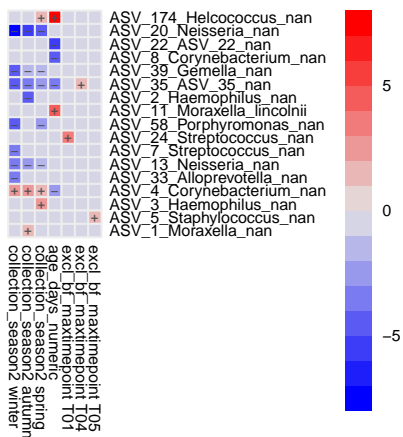 ASV_174_Helcococcus_nan
ASV_20_Neisseria_nan
ASV_22_ASV_22_nan
ASV_8_Corynebacterium_nan
ASV_39_Gemella_nan
ASV_35_ASV_35_nan
ASV_2_Haemophilus_nan
ASV_11_Moraxella_lincolnii
ASV_58_Porphyromonas_nan
ASV_24_Streptococcus_nan
ASV_7_Streptococcus_nan
ASV_13_Neisseria_nan
ASV_33_Alloprevotella_nan
ASV_4_Corynebacterium_nan
ASV_3_Haemophilus_nan
ASV_5_Staphylococcus_nan
ASV_1_Moraxella_nan
collection_season2 winter
collection_season2 autumn
collection_season2 spring
age_days_numeric
excl_bf_maxtimepoint T01
excl_bf_maxtimepoint T04
excl_bf_maxtimepoint T05
5
−5